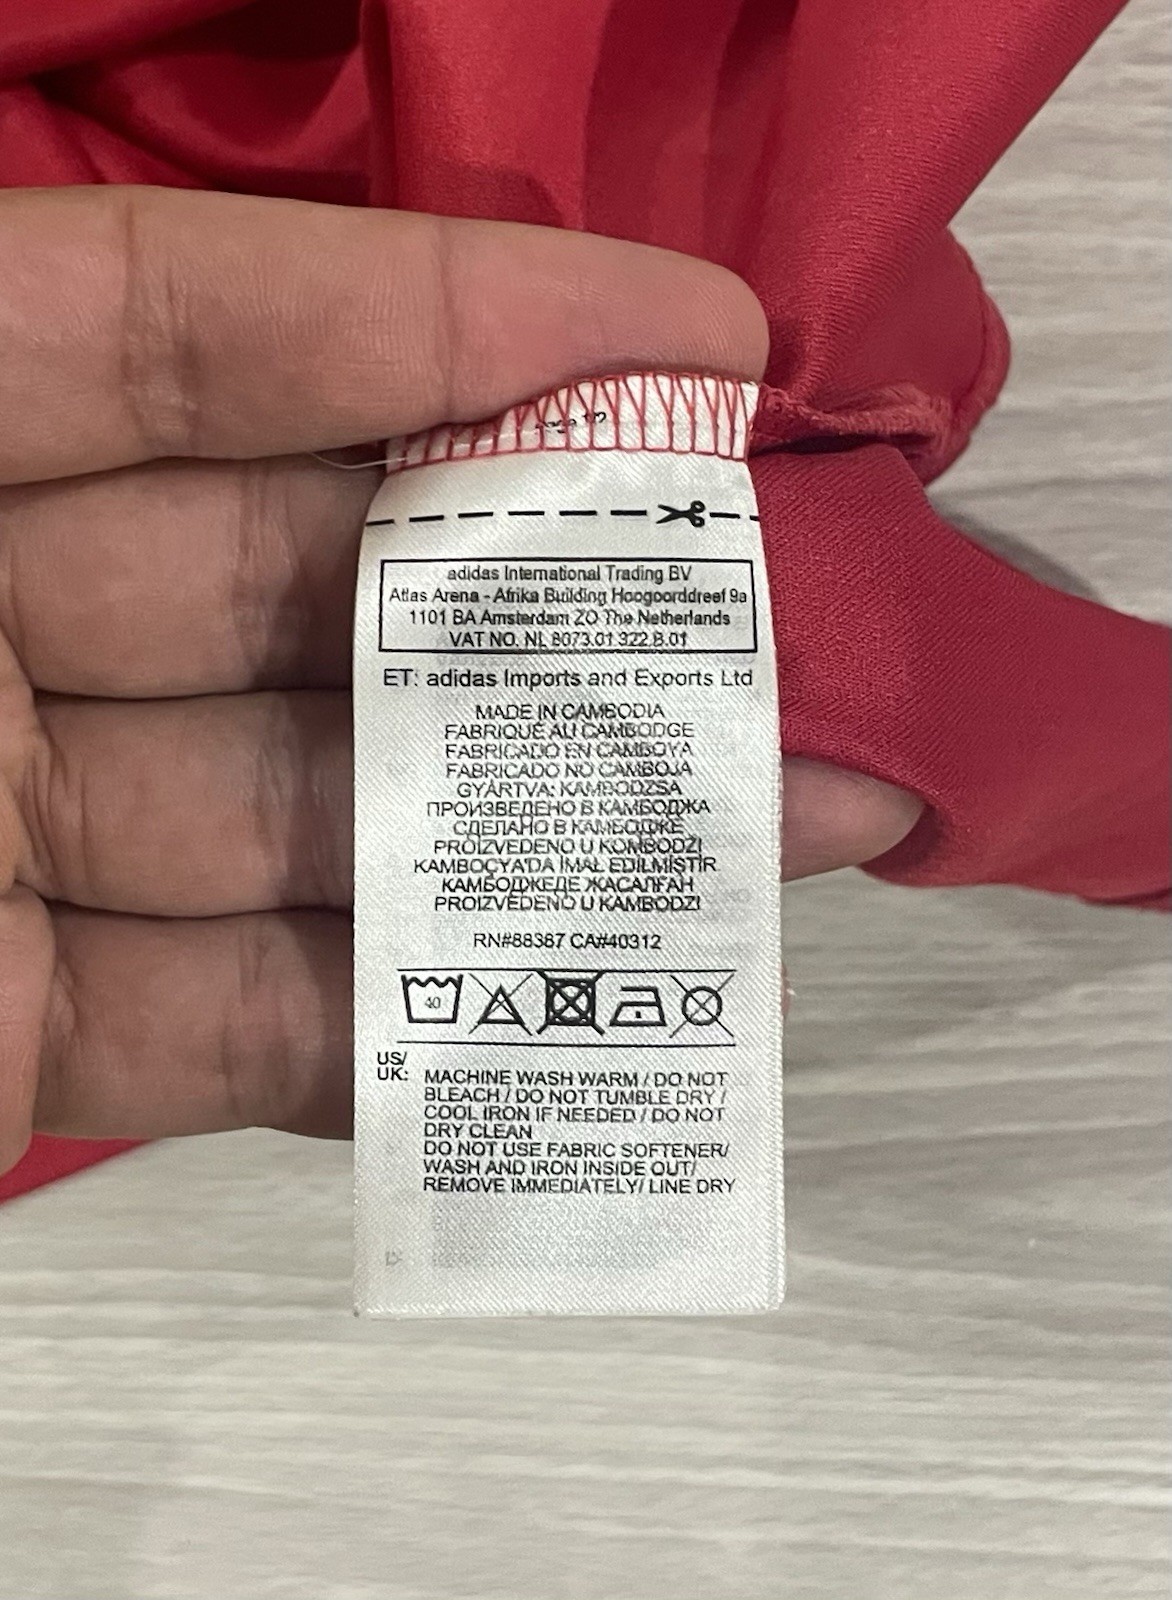 adidas International Trading BV
Atlas Arena - Afrika Building Hoogoorddreef 9a
1101 BA Amsterdam ZO The Netherlands
VAT NO. NL 8073.01.322.B.01
ET: adidas Imports and Exports Ltd
MADE IN CAMBODIA
FABRIQUÉ AU CAMBODGE
FABRICADO EN CAMBOYA
FABRICADO NO CAMBOJA
GYÁRTVA: KAMBODZSA
ПРОИЗВЕДЕНО В КАМБОДЖА
СДЕЛАНО В КАМБОДЖЕ
PROIZVEDENO U KOMBODZI
KAMBOÇYA'DA İMAL EDİLMİŞTİR
КАМБОДЖЕДЕ ЖАСАЛҒАН
PROIZVEDENO U KAMBODZI
RN#88387 CA#40312
40
US/
UK:
MACHINE WASH WARM / DO NOT
BLEACH / DO NOT TUMBLE DRY /
COOL IRON IF NEEDED / DO NOT
DRY CLEAN
DO NOT USE FABRIC SOFTENER/
WASH AND IRON INSIDE OUT/
REMOVE IMMEDIATELY/ LINE DRY